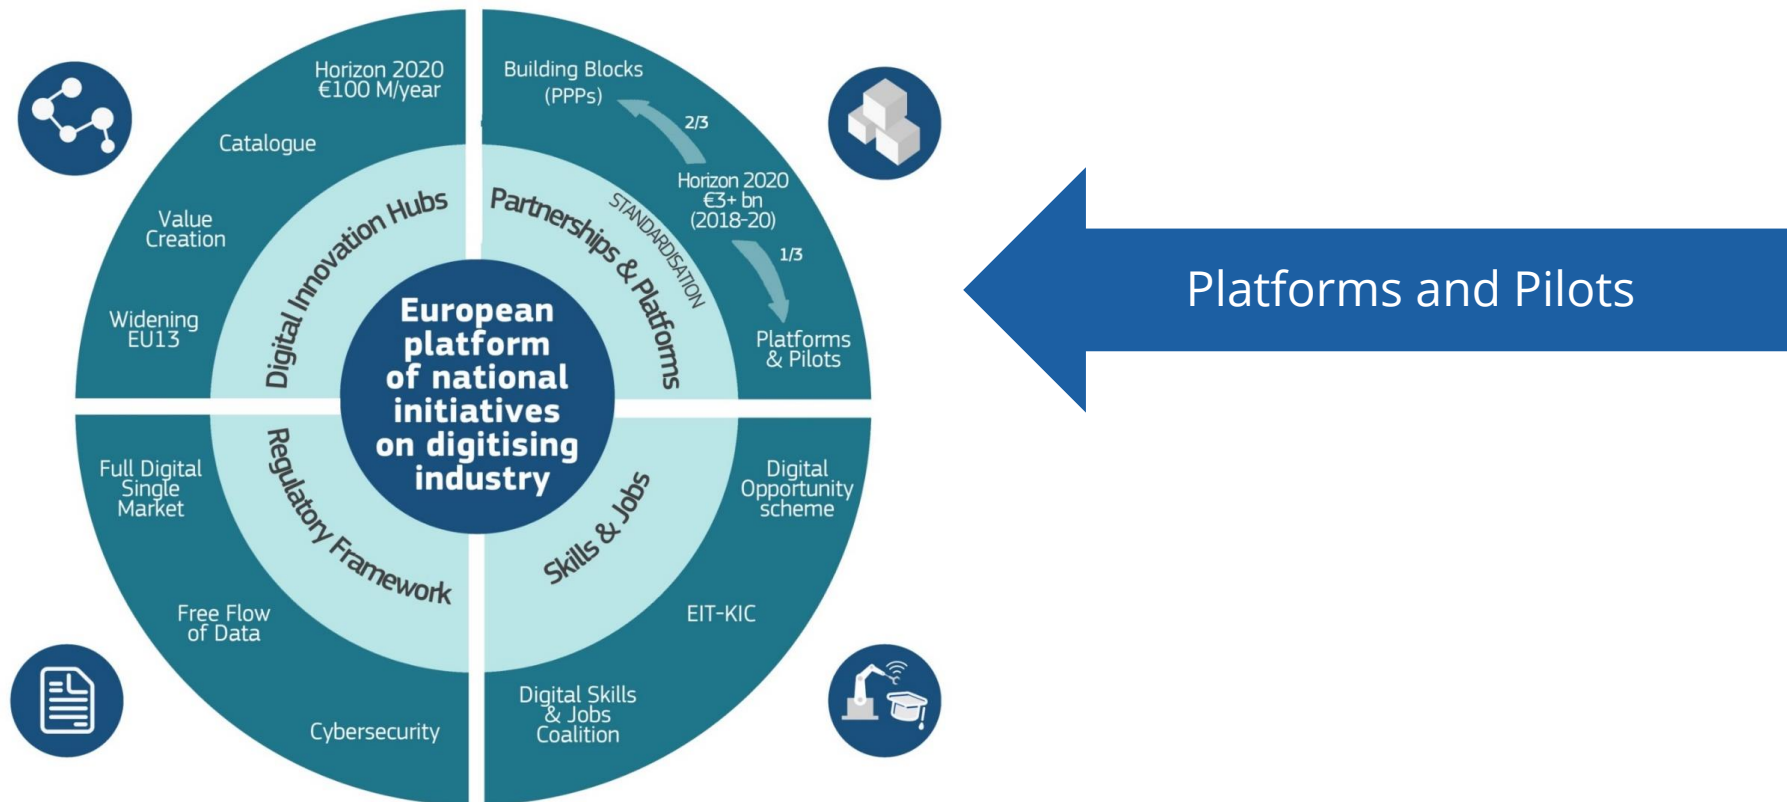 Horizon 2020
€100 M/year
Catalogue
Value
Creation
Widening
EU13
Digital Innovation Hubs
Building Blocks
(PPPs)
2/3
Horizon 2020
€3+ bn
(2018-20)
1/3
Platforms
& Pilots
STANDARDISATION
Partnerships & Platforms
European
platform
of national
initiatives
on digitising
industry
Full Digital
Single
Market
Free Flow
of Data
Cybersecurity
Regulatory Framework
Skills & Jobs
Digital
Opportunity
scheme
EIT-KIC
Digital Skills
& Jobs
Coalition
Platforms and Pilots